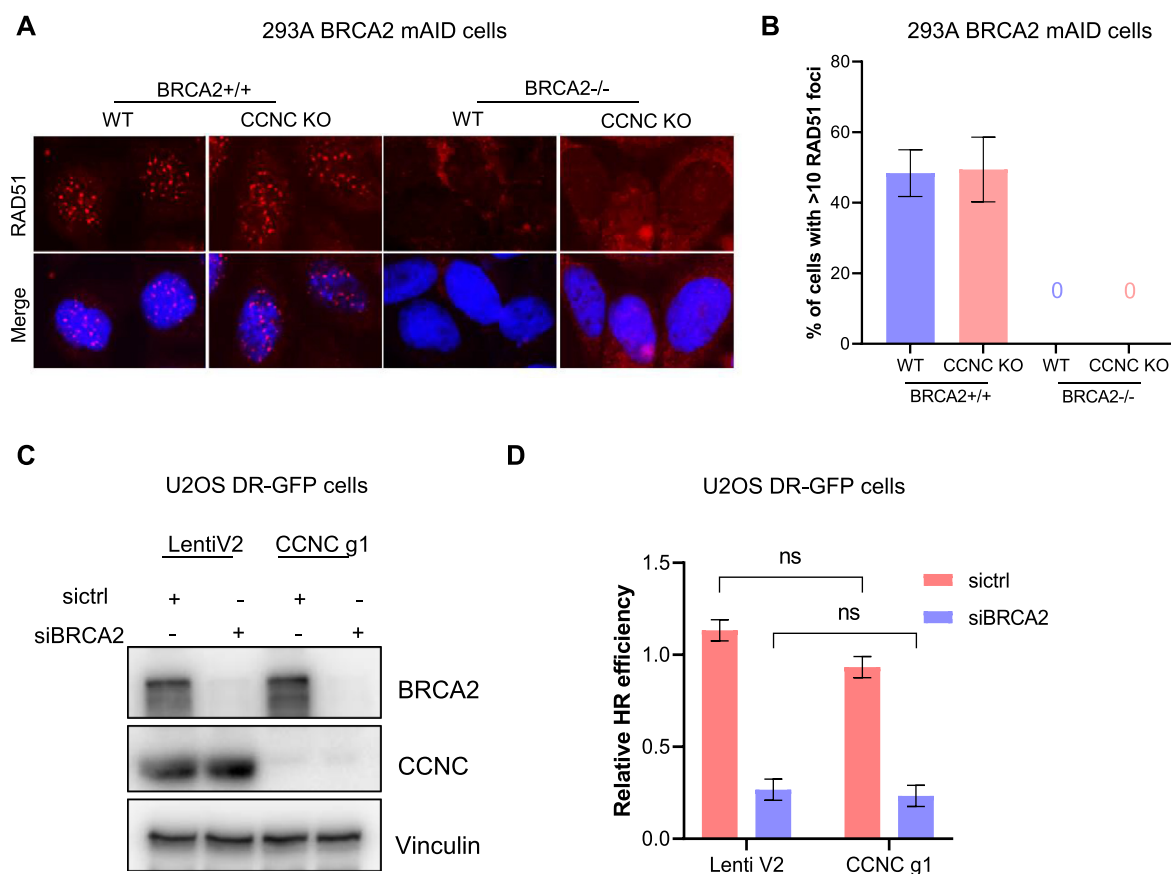 A
293A BRCA2 mAID cells
BRCA2+/+ BRCA2-/-
WT CCNC KO WT CCNC KO
RAD51
Merge
B
293A BRCA2 mAID cells
% of cells with >10 RAD51 foci
80
60
40
20
0
0 0
WT CCNC KO WT CCNC KO
BRCA2+/+ BRCA2-/-
C
U2OS DR-GFP cells
LentiV2 CCNC g1
sictrl + - + -
siBRCA2 - + - +
BRCA2
CCNC
Vinculin
D
U2OS DR-GFP cells
Relative HR efficiency
1.5
1.0
0.5
0.0
ns
ns
sictrl
siBRCA2
Lenti V2 CCNC g1